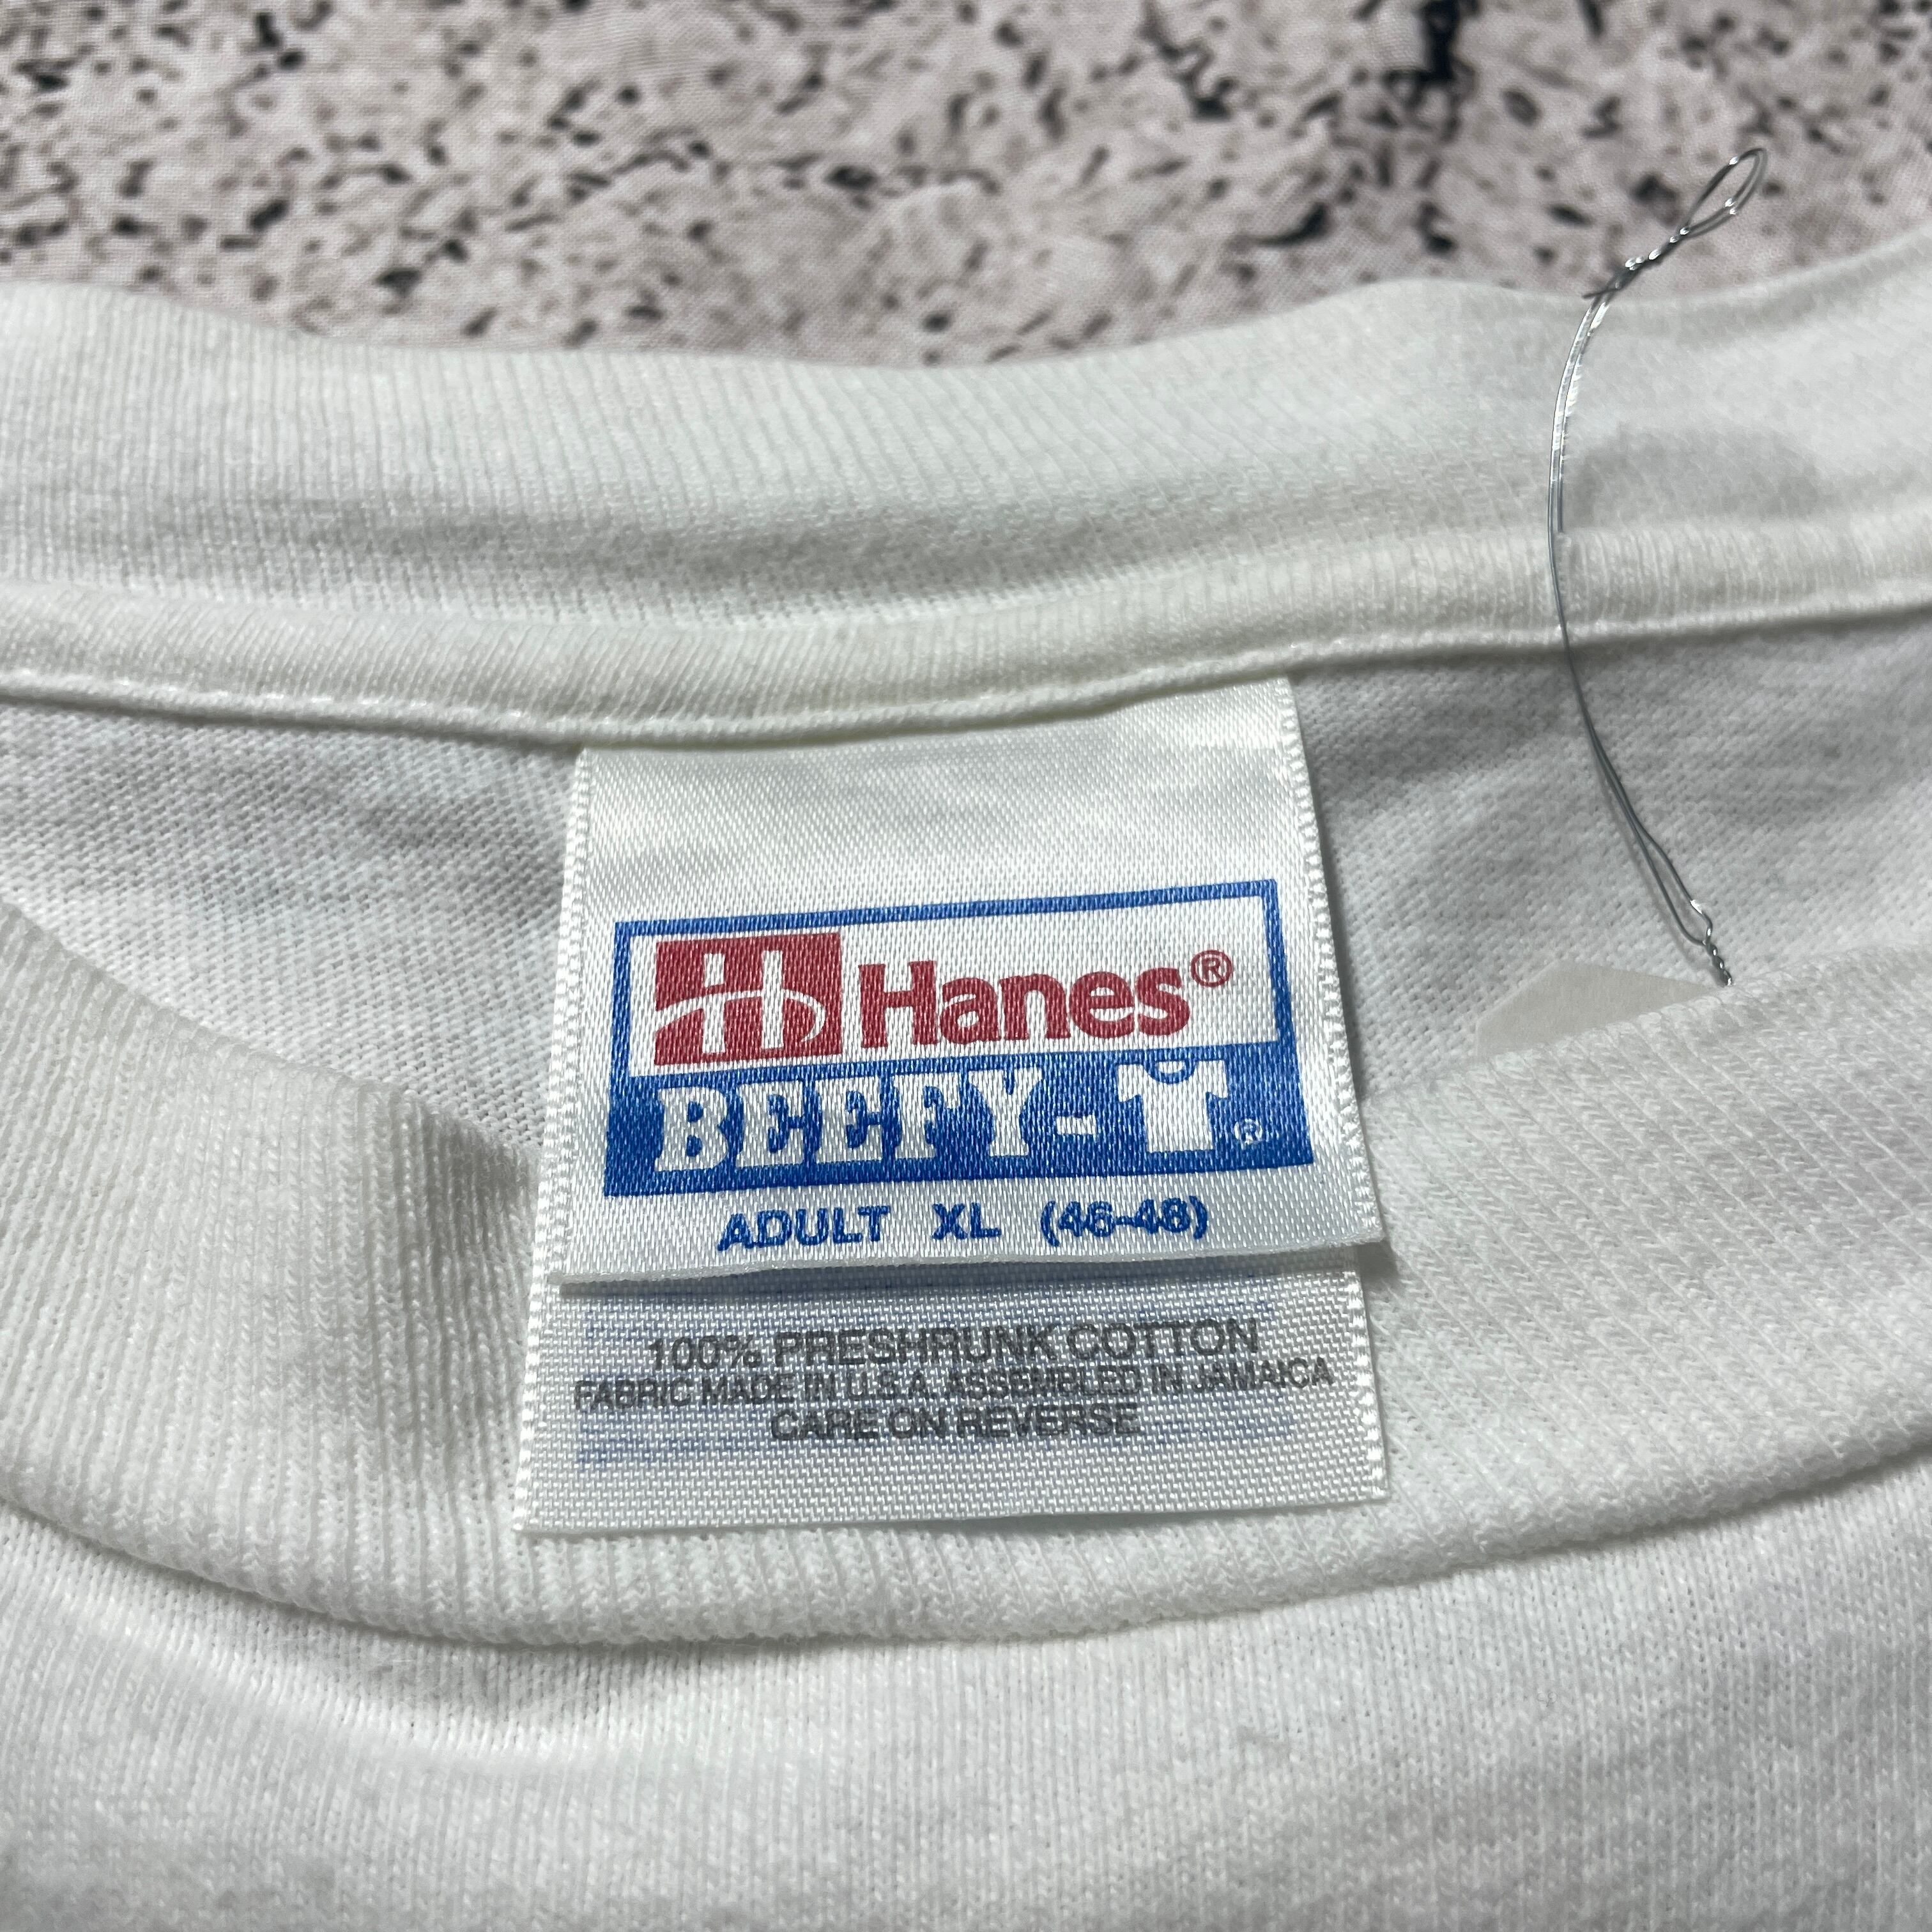 Hanes®
BEEFY-T®
ADULT XL (46-48)
100% PRESHRUNK COTTON
FABRIC MADE IN U.S.A. ASSEMBLED IN JAMAICA
CARE ON REVERSE